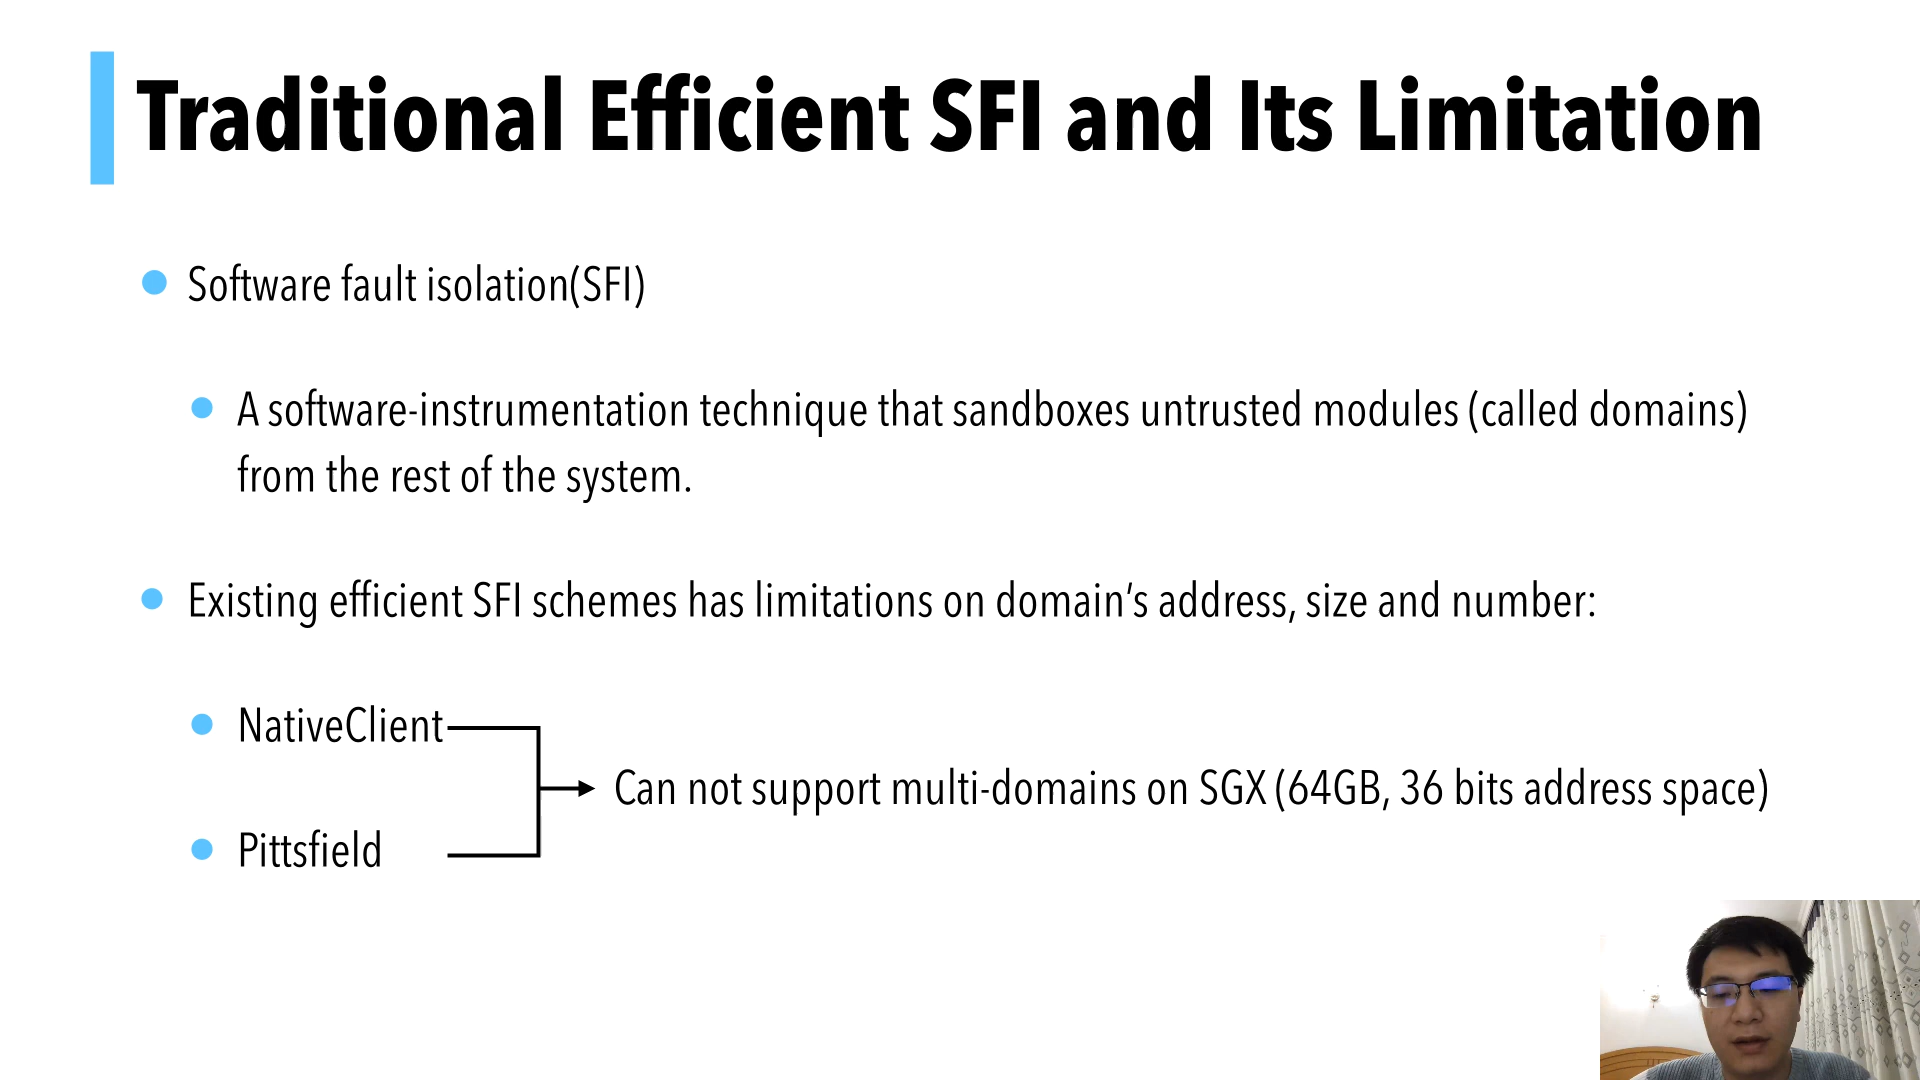 Traditional Efficient SFI and Its Limitation
Software fault isolation(SFI)
A software-instrumentation technique that sandboxes untrusted modules (called domains)
from the rest of the system.
Existing efficient SFI schemes has limitations on domain‘s address, size and number:
NativeClient
Can not support multi-domains on SGX (64GB, 36 bits address space)
Pittsfield